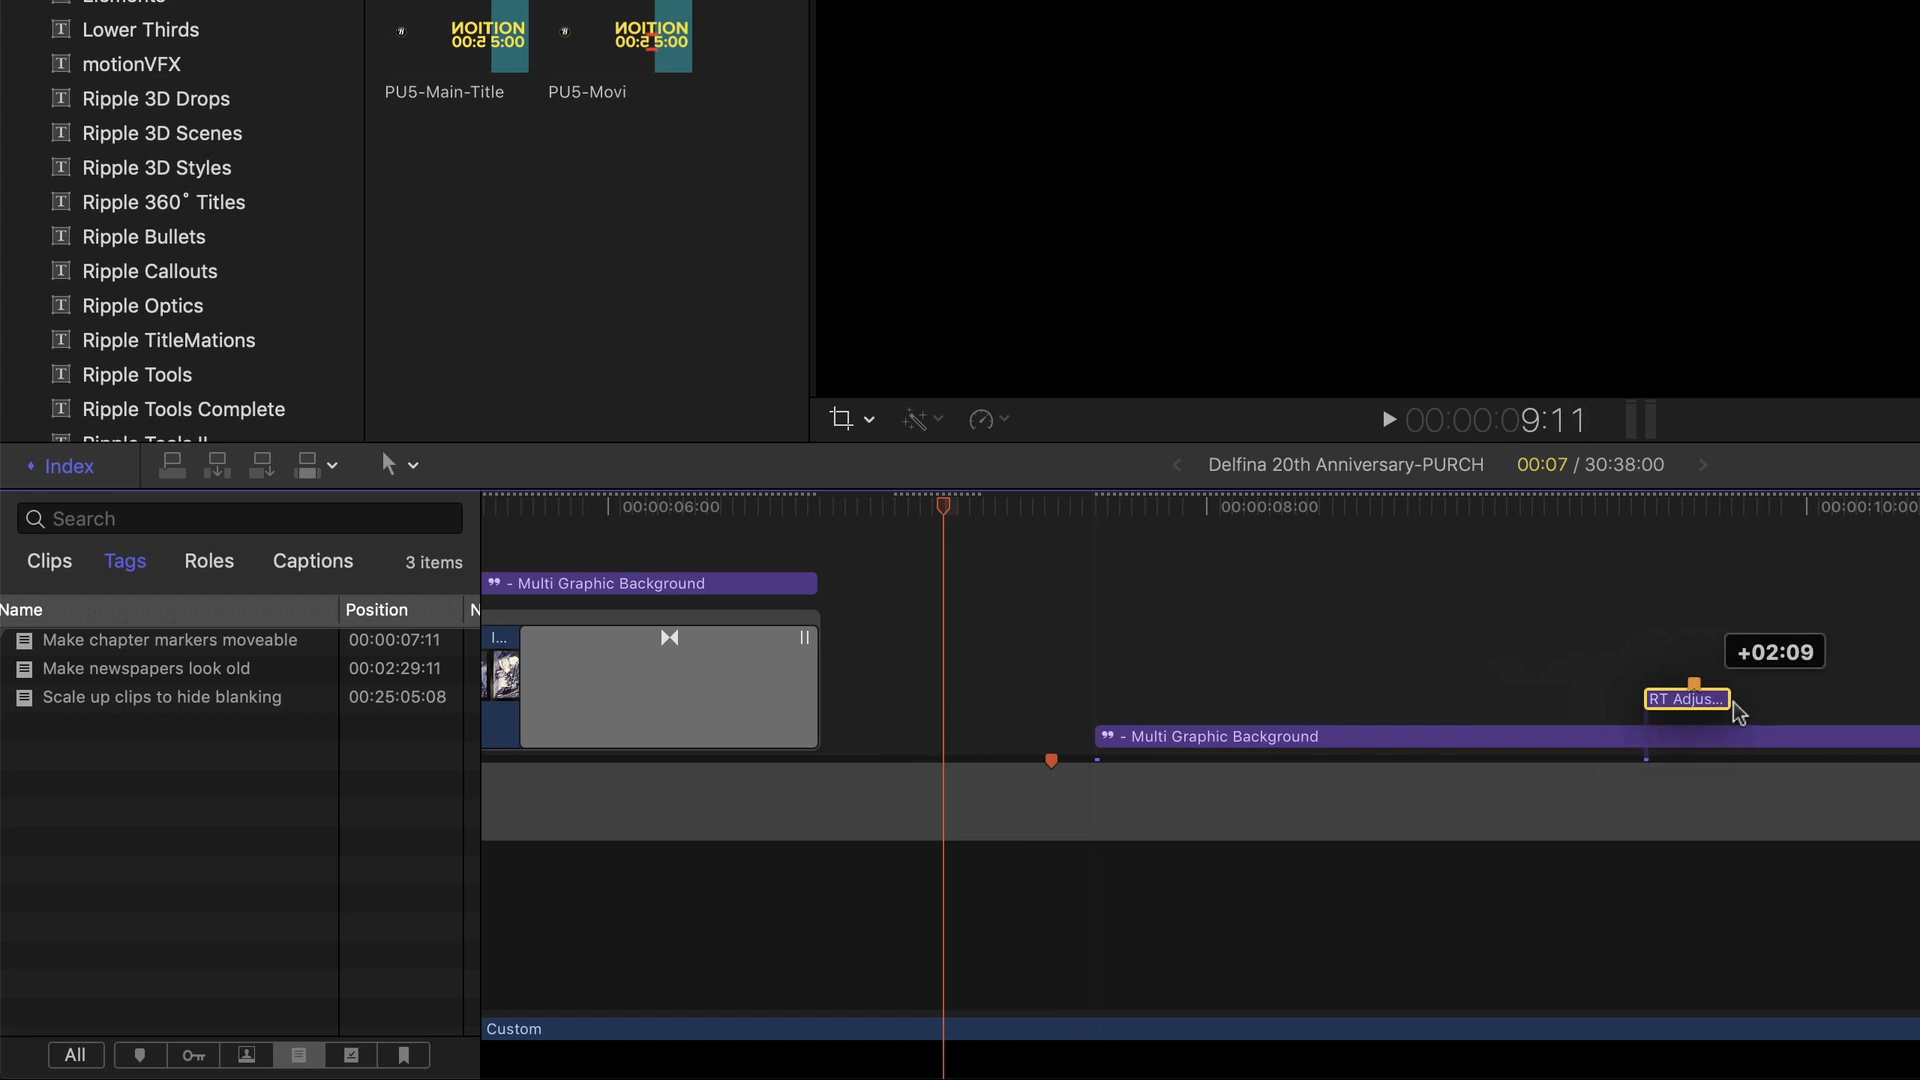 Elements
Lower Thirds
motionVFX
Ripple 3D Drops
Ripple 3D Scenes
Ripple 3D Styles
Ripple 360° Titles
Ripple Bullets
Ripple Callouts
Ripple Optics
Ripple TitleMations
Ripple Tools
Ripple Tools Complete
Ripple Tools II
PU5-Main-Title
PU5-Movi
00:00:09:11
Index
Delfina 20th Anniversary-PURCH
00:07 / 30:38:00
Search
Clips Tags Roles Captions 3 items
Name Position N
Make chapter markers moveable 00:00:07:11
Make newspapers look old 00:02:29:11
Scale up clips to hide blanking 00:25:05:08
All
00:00:06:00 00:00:08:00 00:00:10:00
- Multi Graphic Background
I...
+02:09
RT Adjus...
- Multi Graphic Background
Custom